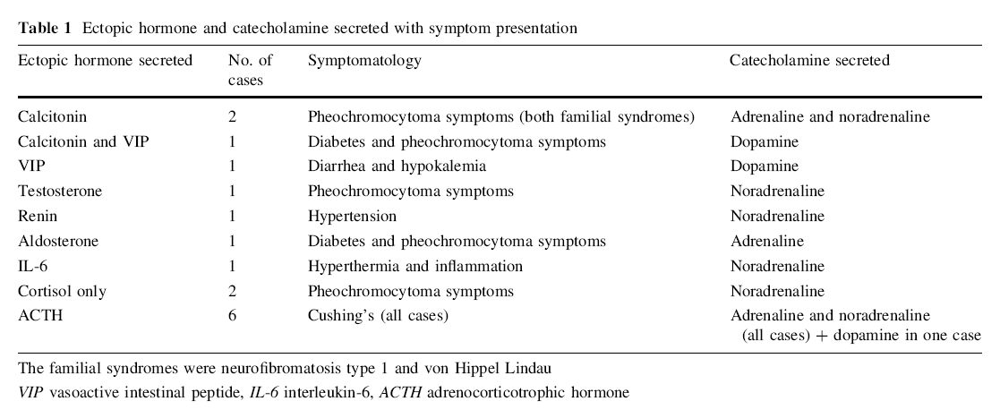 Table 1 Ectopic hormone and catecholamine secreted with symptom presentation
Ectopic hormone secreted No. of cases Symptomatology Catecholamine secreted
Calcitonin 2 Pheochromocytoma symptoms (both familial syndromes) Adrenaline and noradrenaline
Calcitonin and VIP 1 Diabetes and pheochromocytoma symptoms Dopamine
VIP 1 Diarrhea and hypokalemia Dopamine
Testosterone 1 Pheochromocytoma symptoms Noradrenaline
Renin 1 Hypertension Noradrenaline
Aldosterone 1 Diabetes and pheochromocytoma symptoms Adrenaline
IL-6 1 Hyperthermia and inflammation Noradrenaline
Cortisol only 2 Pheochromocytoma symptoms Noradrenaline
ACTH 6 Cushing's (all cases) Adrenaline and noradrenaline
(all cases) + dopamine in one case
The familial syndromes were neurofibromatosis type 1 and von Hippel Lindau
VIP vasoactive intestinal peptide, IL-6 interleukin-6, ACTH adrenocorticotrophic hormone